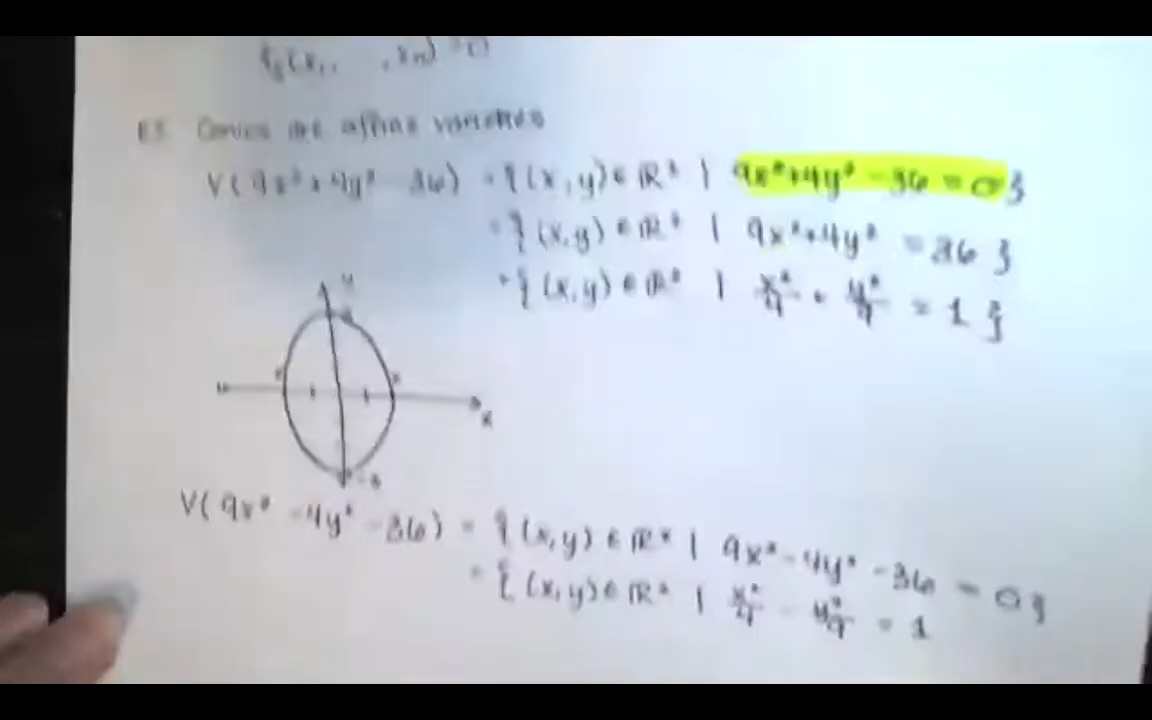 Conics are affine varieties
V(9x²+4y² - 36) = {(x,y) ∈ ℝ² | 9x²+4y² - 36 = 0}
= {(x,y) ∈ ℝ² | 9x²+4y² = 36}
= {(x,y) ∈ ℝ² | x²/4 + y²/9 = 1}
y
x
-3
V(9x² - 4y² - 36) = {(x,y) ∈ ℝ² | 9x² - 4y² - 36 = 0}
= {(x,y) ∈ ℝ² | x²/4 - y²/9 = 1